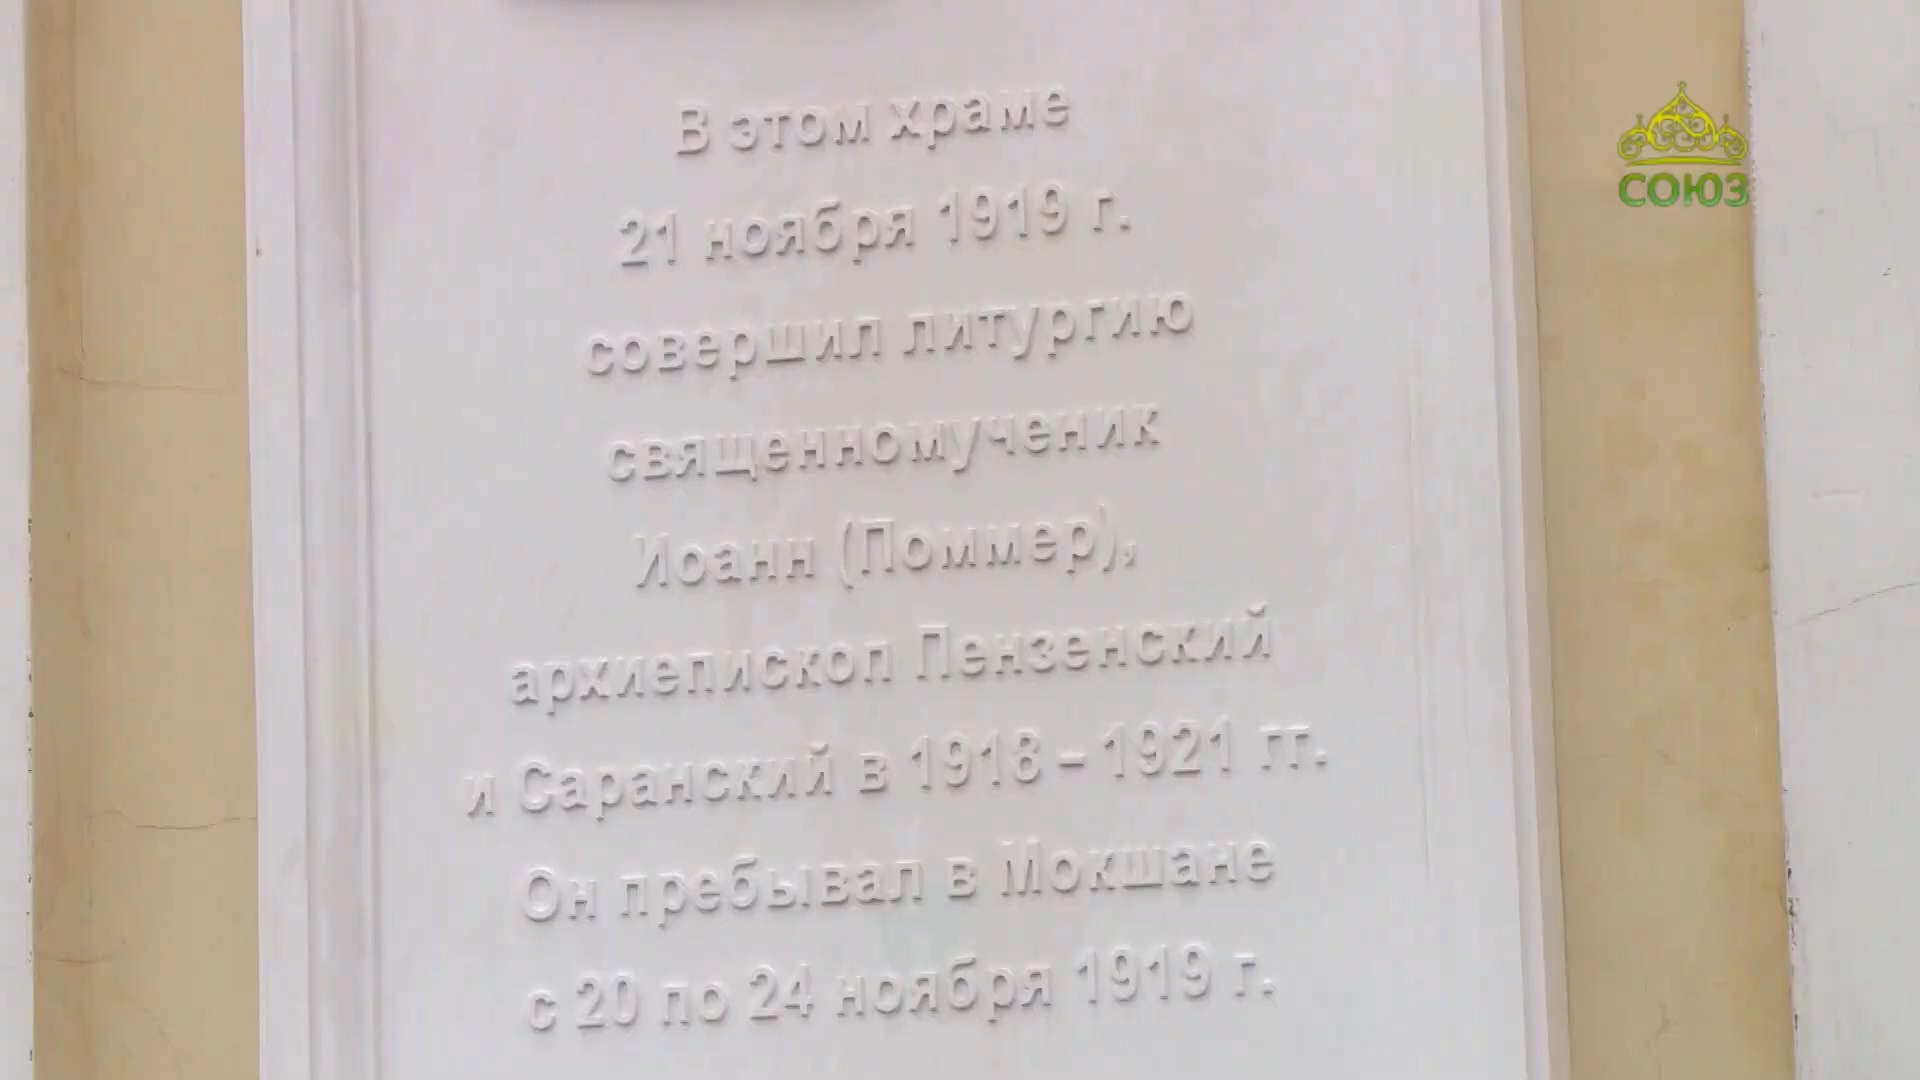 В этом храме
21 ноября 1919 г.
совершил литургию
священномученик
Иоанн (Поммер),
архиепископ Пензенский
и Саранский в 1918 – 1921 гг.
Он пребывал в Мокшане
с 20 по 24 ноября 1919 г.
СОЮЗ